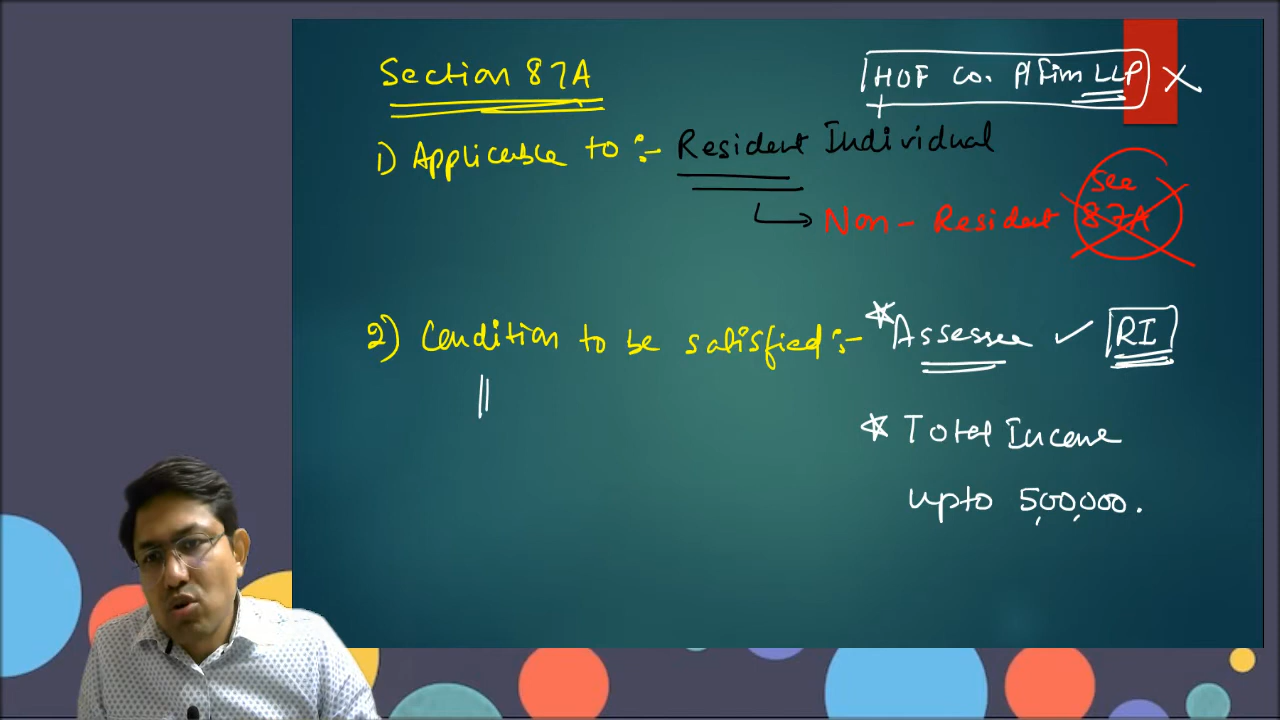 Section 87A
HUF Co. P/Firm LLP X
1) Applicable to :- Resident Individual
Non - Resident See 87A
2) Condition to be satisfied :- * Assessee ✓ RI
* Total Income
upto 5,00,000.